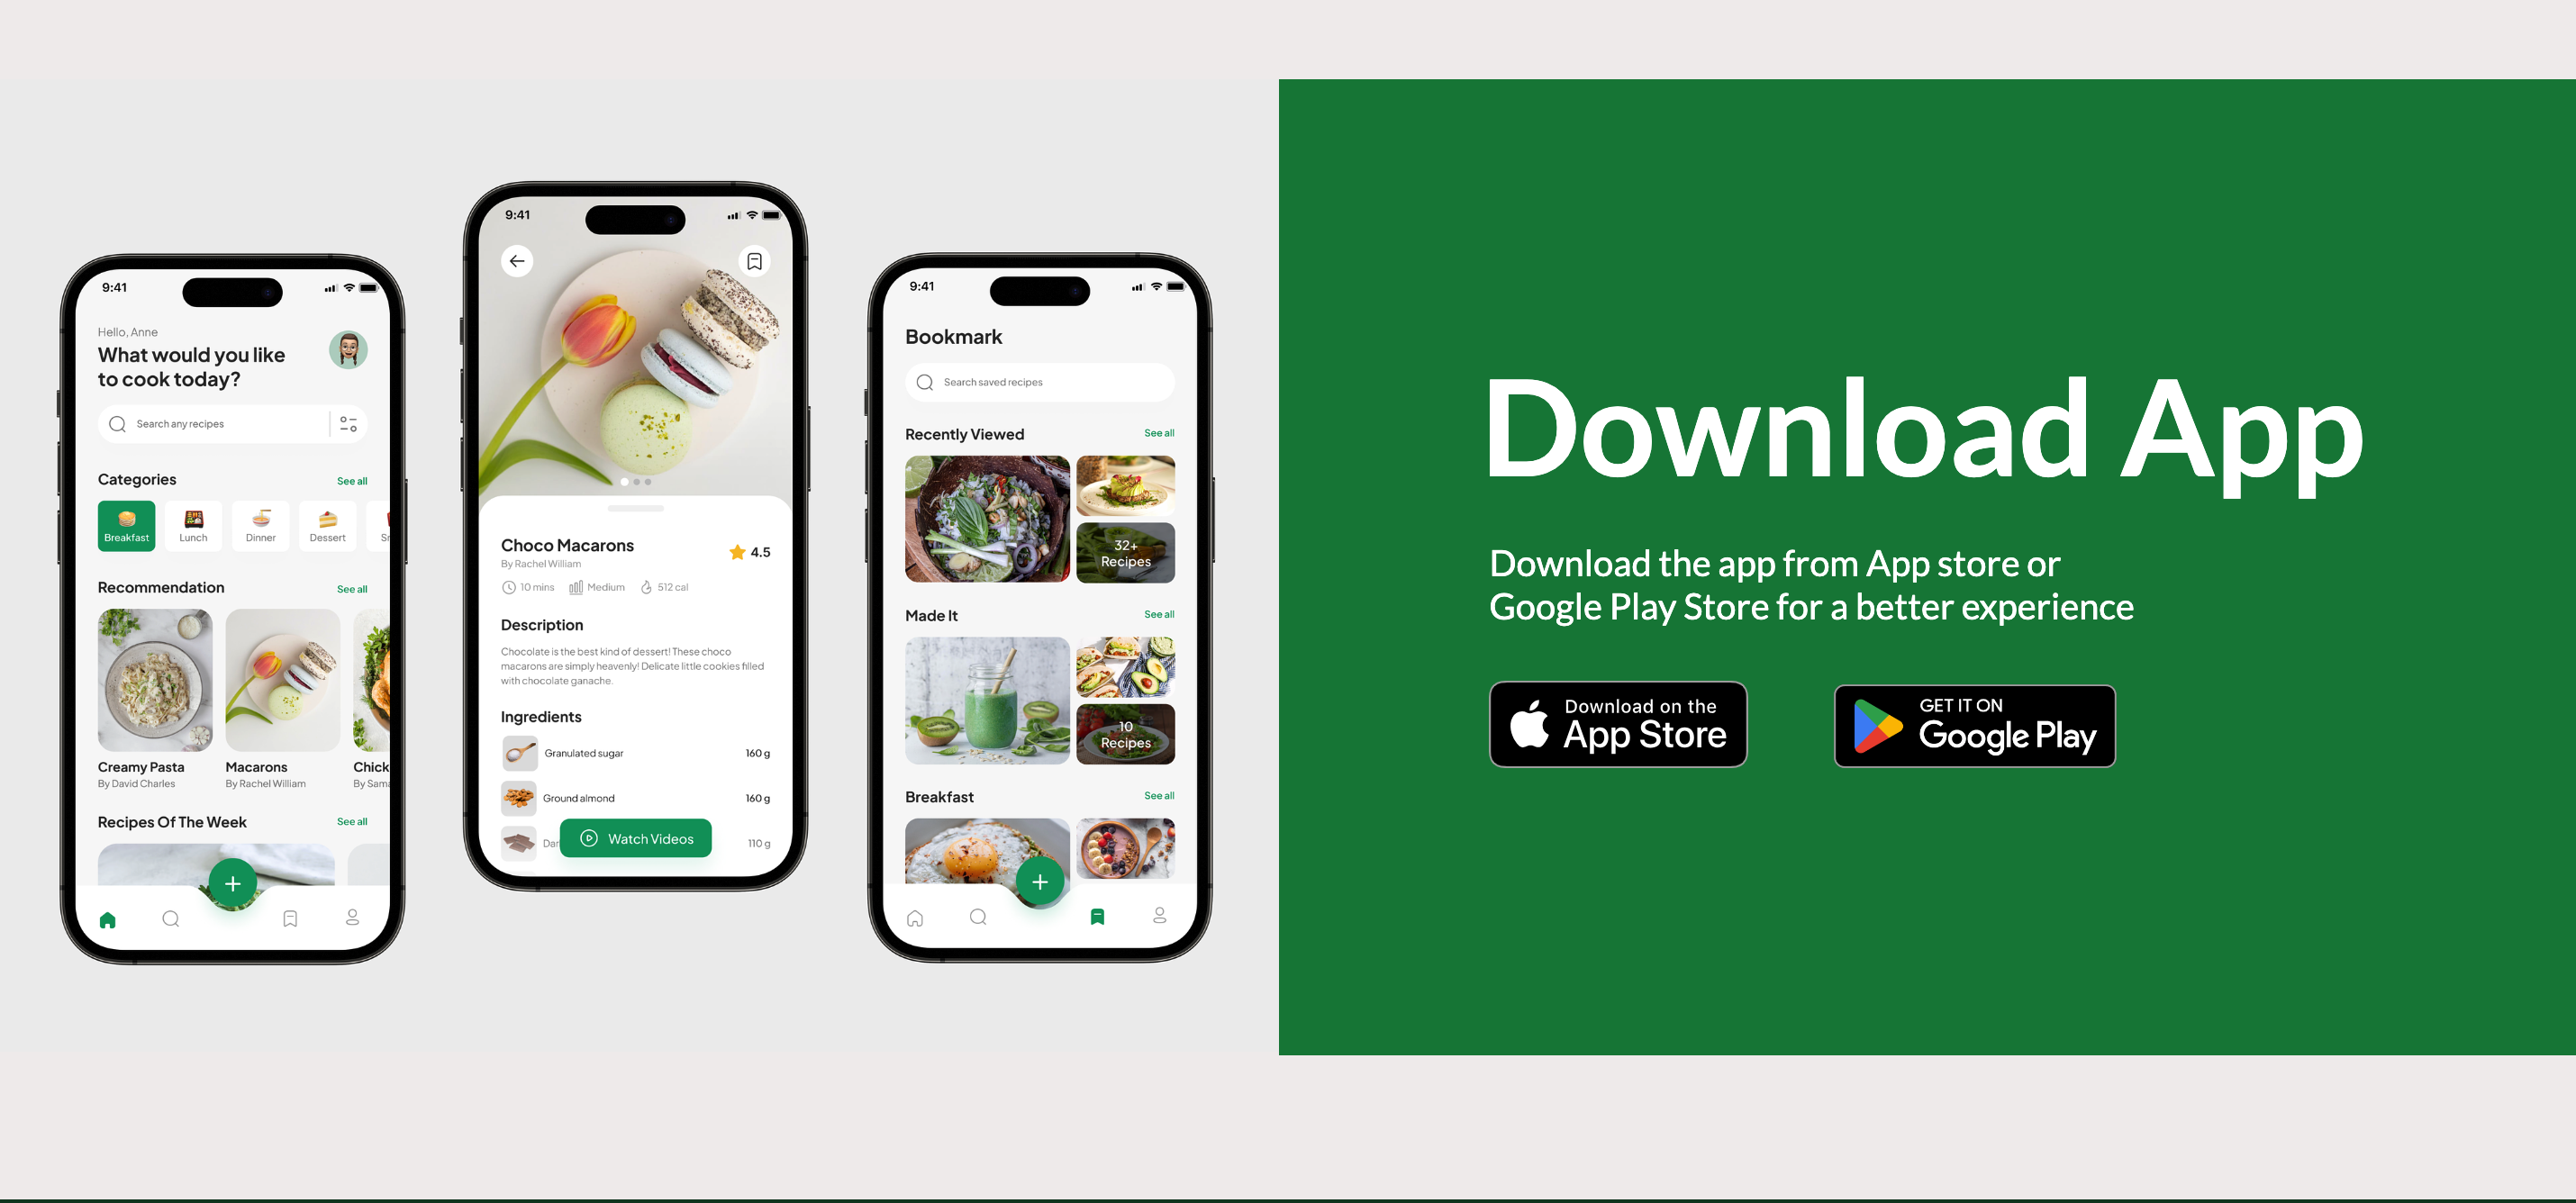 9:41
Hello, Anne
What would you like
to cook today?
Search any recipes
Categories
See all
Breakfast
Lunch
Dinner
Dessert
Recommendation
See all
Creamy Pasta
By David Charles
Macarons
By Rachel William
Chick
By Sama
Recipes Of The Week
See all
9:41
Choco Macarons
4.5
By Rachel William
10 mins
Medium
512 cal
Description
Chocolate is the best kind of dessert! These choco
macarons are simply heavenly! Delicate little cookies filled
with chocolate ganache.
Ingredients
Granulated sugar
160 g
Ground almond
160 g
Dar
110 g
Watch Videos
9:41
Bookmark
Search saved recipes
Recently Viewed
See all
32+
Recipes
Made It
See all
10
Recipes
Breakfast
See all
Download App
Download the app from App store or
Google Play Store for a better experience
Download on the
App Store
GET IT ON
Google Play